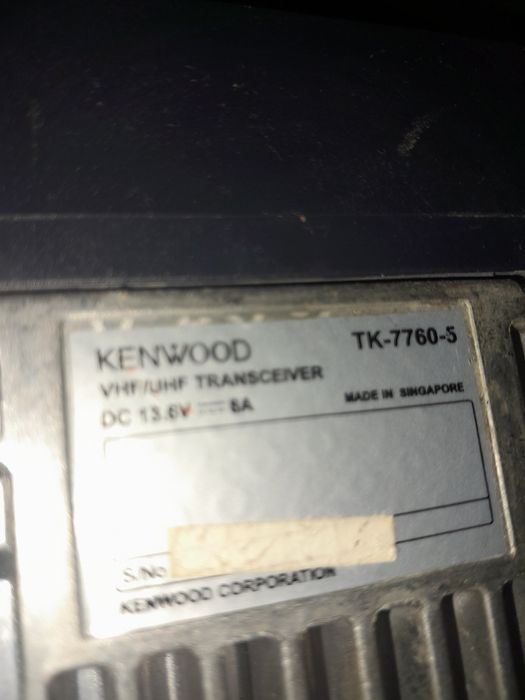 KENWOOD TK-7760-5
VHF/UHF TRANSCEIVER
DC 13.6V ⎓ 8A MADE IN SINGAPORE
S/No
KENWOOD CORPORATION